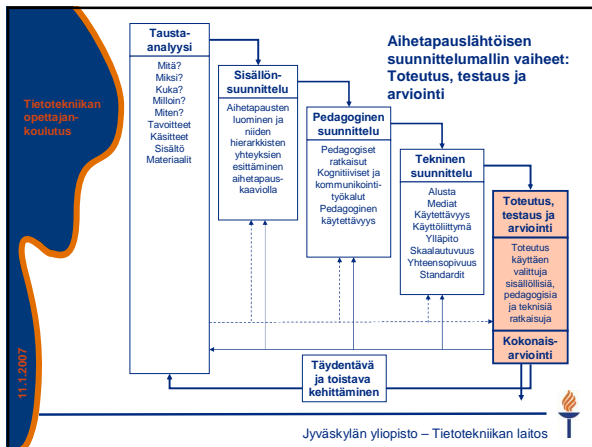 Aihetapauslähtöisen
suunnittelumallin vaiheet:
Toteutus, testaus ja
arviointi
Tietotekniikan
opettajan-
koulutus
11.1.2007
Tausta-
analyysi
Mitä?
Miksi?
Kuka?
Milloin?
Miten?
Tavoitteet
Käsitteet
Sisältö
Materiaalit
Sisällön-
suunnittelu
Aihetapausten
luominen ja
niiden
hierarkkisten
yhteyksien
esittäminen
aihetapaus-
kaaviolla
Pedagoginen
suunnittelu
Pedagogiset
ratkaisut
Kognitiiviset ja
kommunikointi-
työkalut
Pedagoginen
käytettävyys
Tekninen
suunnittelu
Alusta
Mediat
Käytettävyys
Käyttöliittymä
Ylläpito
Skaalautuvuus
Yhteensopivuus
Standardit
Toteutus,
testaus ja
arviointi
Toteutus
käyttäen
valittuja
sisällöllisiä,
pedagogisia
ja teknisiä
ratkaisuja
Kokonais-
arviointi
Täydentävä
ja toistava
kehittäminen
Jyväskylän yliopisto – Tietotekniikan laitos